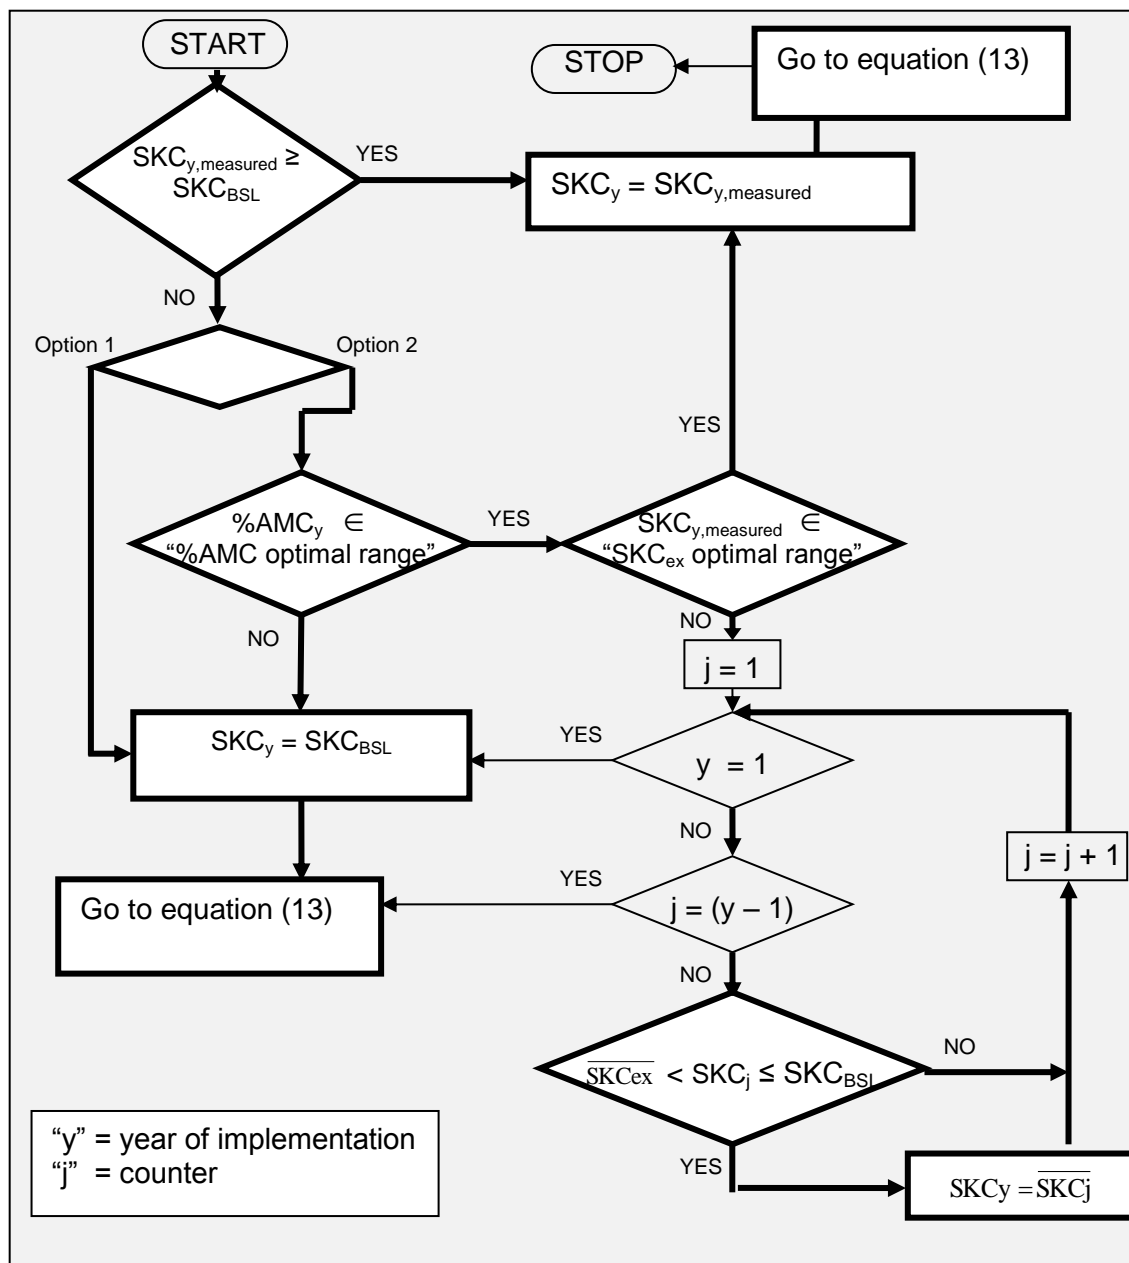 START
STOP
Go to equation (13)
SKCy,measured ≥
SKCBSL
YES
SKCy = SKCy,measured
NO
Option 1
Option 2
YES
%AMCy ∈
“%AMC optimal range”
YES
SKCy,measured ∈
“SKCex optimal range”
NO
NO
j = 1
SKCy = SKCBSL
YES
y = 1
NO
j = j + 1
Go to equation (13)
YES
j = (y – 1)
NO
S̅K̅C̅e̅x̅ < SKCj ≤ SKCBSL
NO
“y” = year of implementation
“j” = counter
YES
SKCy = S̅K̅C̅j̅